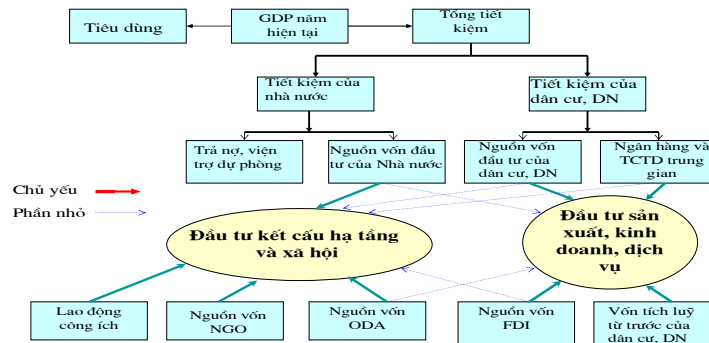 Tiêu dùng
GDP năm
hiện tại
Tổng tiết
kiệm
Tiết kiệm của
nhà nước
Tiết kiệm của
dân cư, DN
Trả nợ, viện
trợ dự phòng
Nguồn vốn đầu
tư của Nhà nước
Nguồn vốn
đầu tư của
dân cư, DN
Ngân hàng và
TCTD trung
gian
Chủ yếu
Phần nhỏ
Đầu tư kết cấu hạ tầng
và xã hội
Đầu tư sản
xuất, kinh
doanh, dịch
vụ
Lao động
công ích
Nguồn vốn
NGO
Nguồn vốn
ODA
Nguồn vốn
FDI
Vốn tích luỹ
từ trước của
dân cư, DN